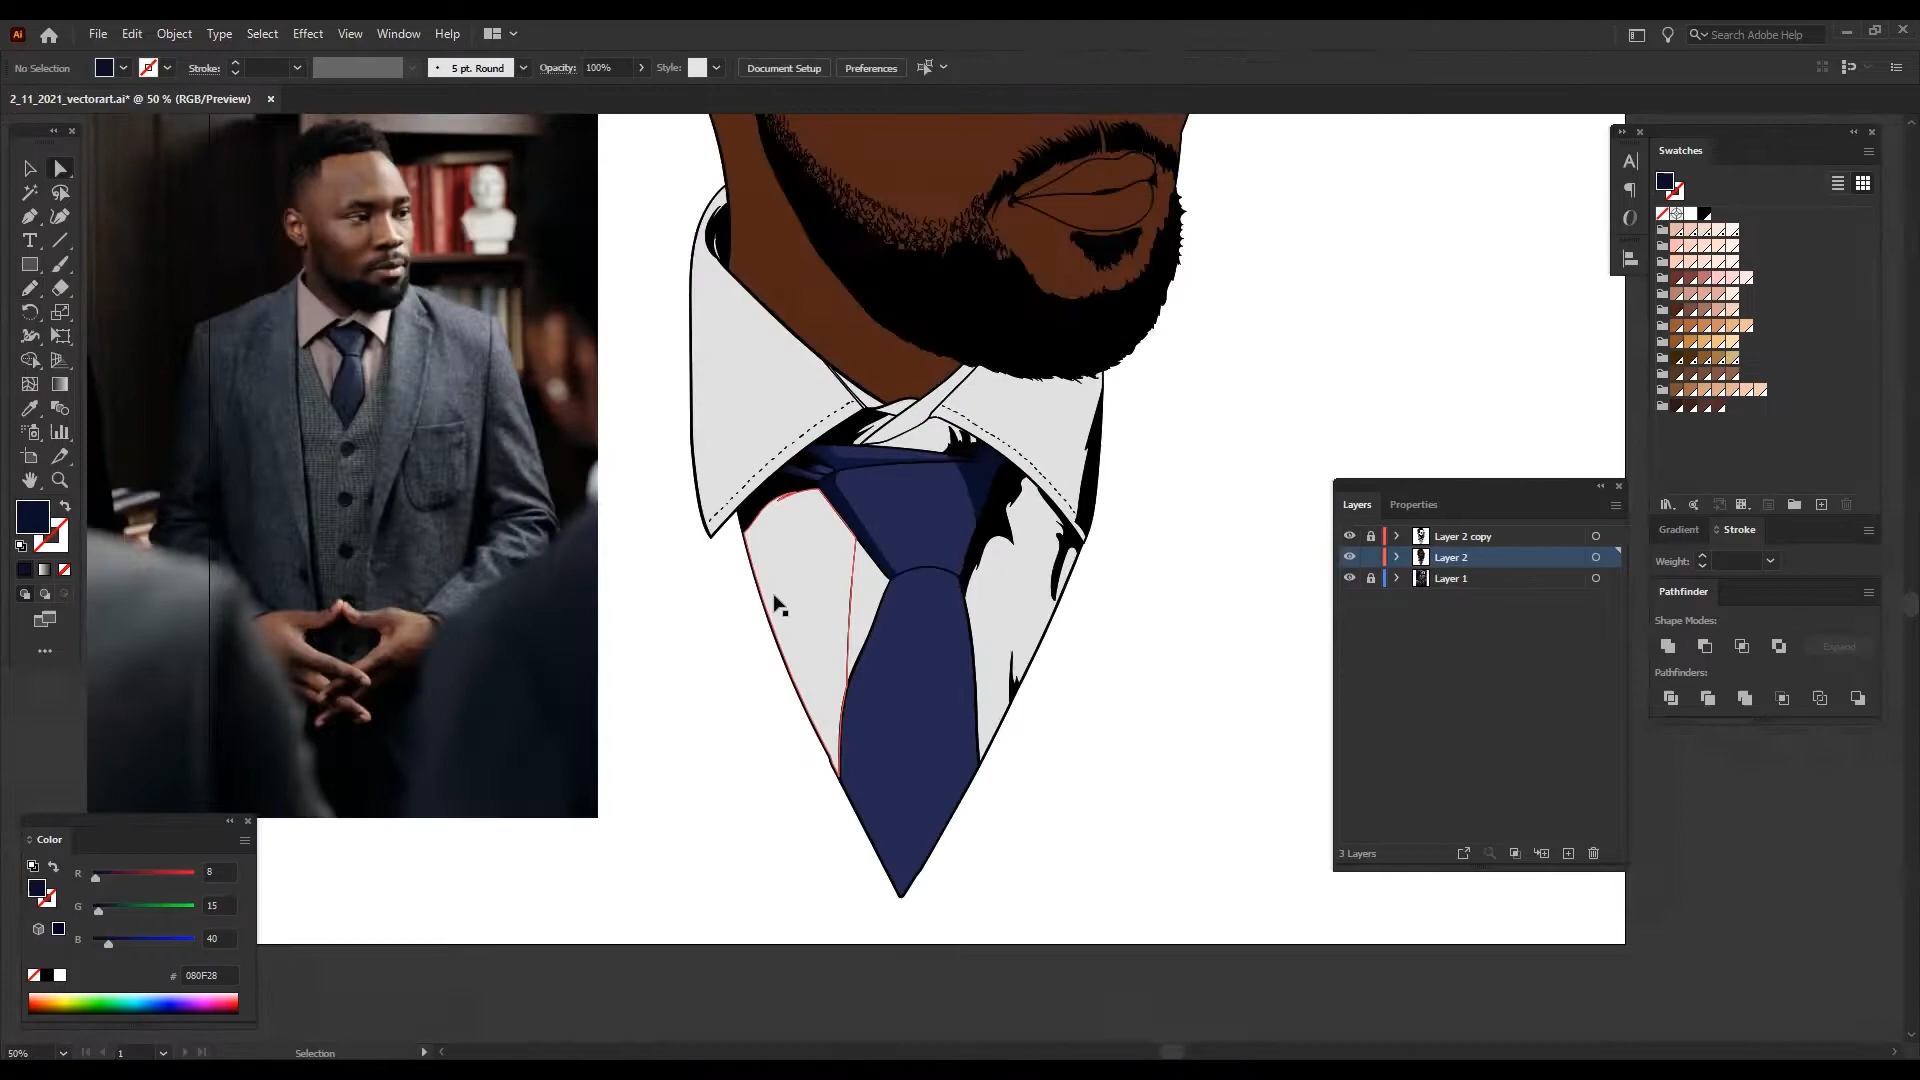 Ai File Edit Object Type Select Effect View Window Help Search Adobe Help
No Selection Stroke: 5 pt. Round Opacity: 100% Style: Document Setup Preferences
2_11_2021_vectorart.ai* @ 50 % (RGB/Preview)
Swatches
Layers Properties
Layer 2 copy
Layer 2
Layer 1
3 Layers
Gradient Stroke
Weight:
Pathfinder
Shape Modes:
Expand
Pathfinders:
Color
R 8
G 15
B 40
# 080F28
50% 1 Selection